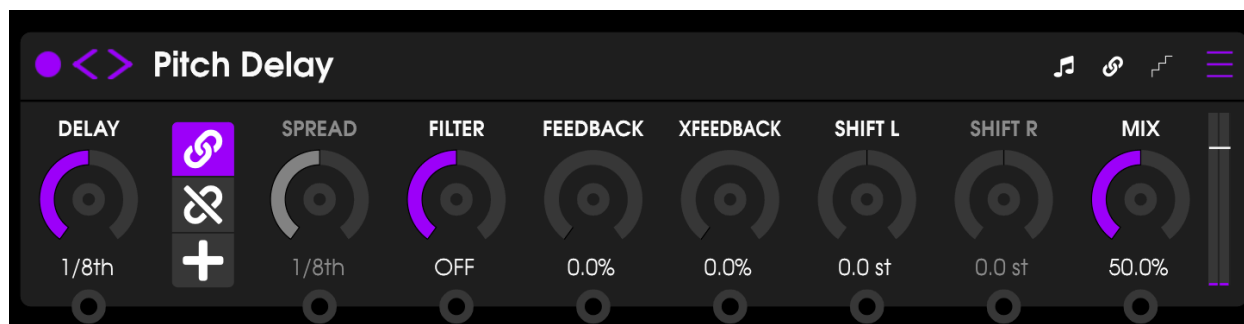 Pitch Delay
DELAY SPREAD FILTER FEEDBACK XFEEDBACK SHIFT L SHIFT R MIX
1/8th 1/8th OFF 0.0% 0.0% 0.0 st 0.0 st 50.0%